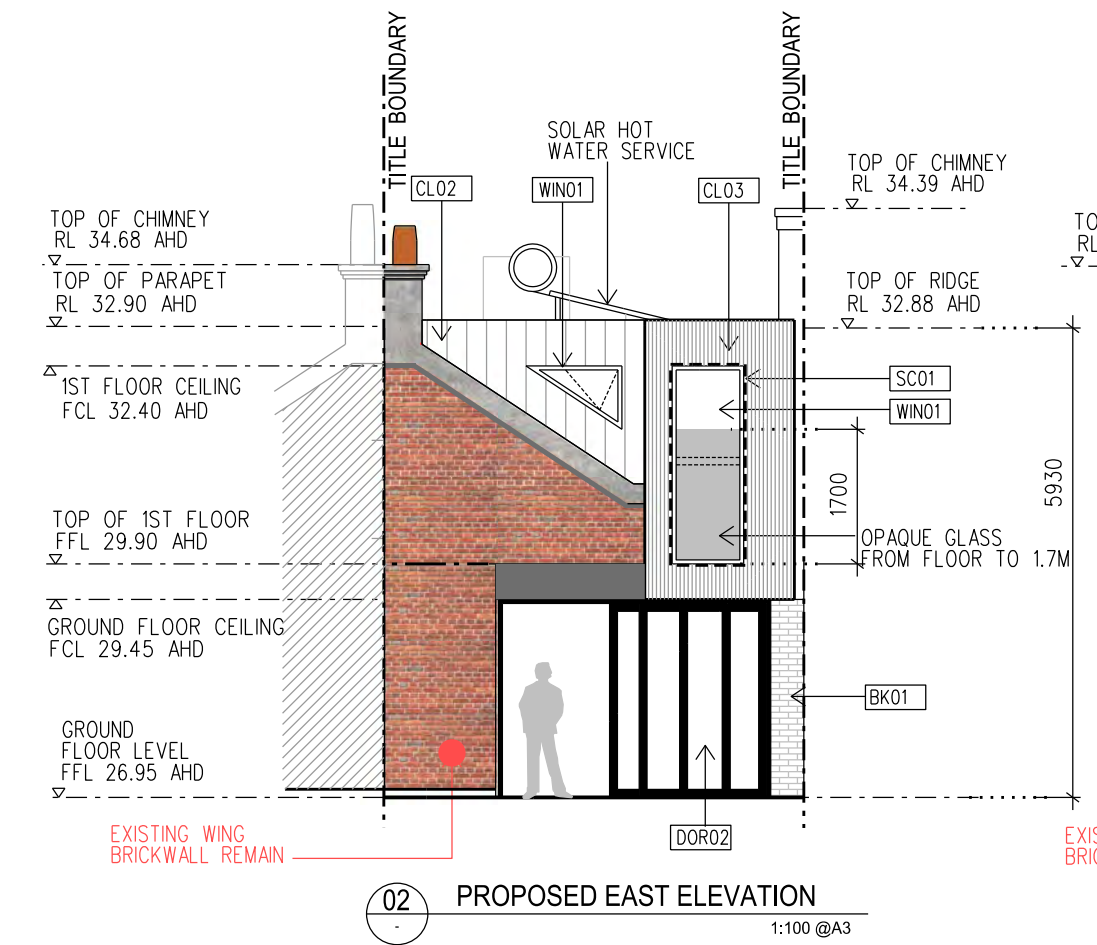 TITLE BOUNDARY
TITLE BOUNDARY
SOLAR HOT
WATER SERVICE
CL02
WIN01
CL03
TOP OF CHIMNEY
RL 34.39 AHD
TOP OF CHIMNEY
RL 34.68 AHD
TO
RL
TOP OF PARAPET
RL 32.90 AHD
TOP OF RIDGE
RL 32.88 AHD
1ST FLOOR CEILING
FCL 32.40 AHD
SC01
WIN01
1700
5930
TOP OF 1ST FLOOR
FFL 29.90 AHD
OPAQUE GLASS
FROM FLOOR TO 1.7M
GROUND FLOOR CEILING
FCL 29.45 AHD
BK01
GROUND
FLOOR LEVEL
FFL 26.95 AHD
DOR02
EXISTING WING
BRICKWALL REMAIN
EXIS
BRIC
02
-
PROPOSED EAST ELEVATION
1:100 @A3